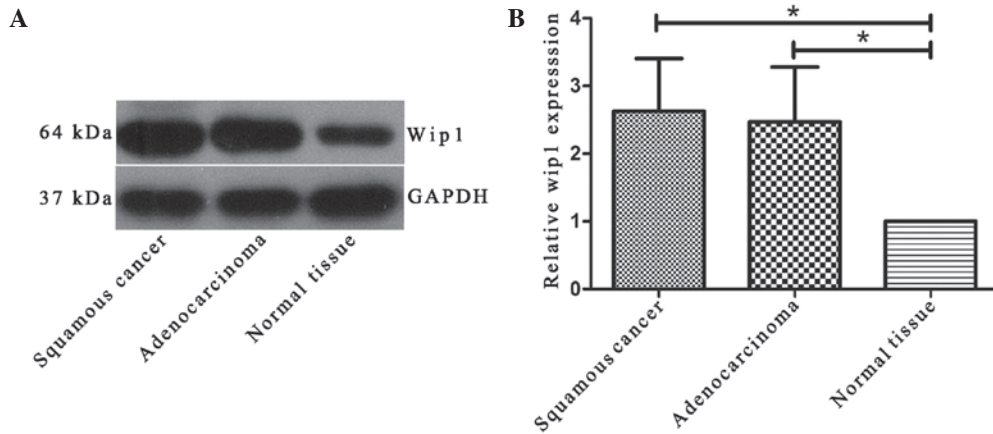 A
64 kDa
Wip1
37 kDa
GAPDH
Squamous cancer
Adenocarcinoma
Normal tissue
B
Relative wip1 expresssion
4
3
2
1
0
*
*
Squamous cancer
Adenocarcinoma
Normal tissue